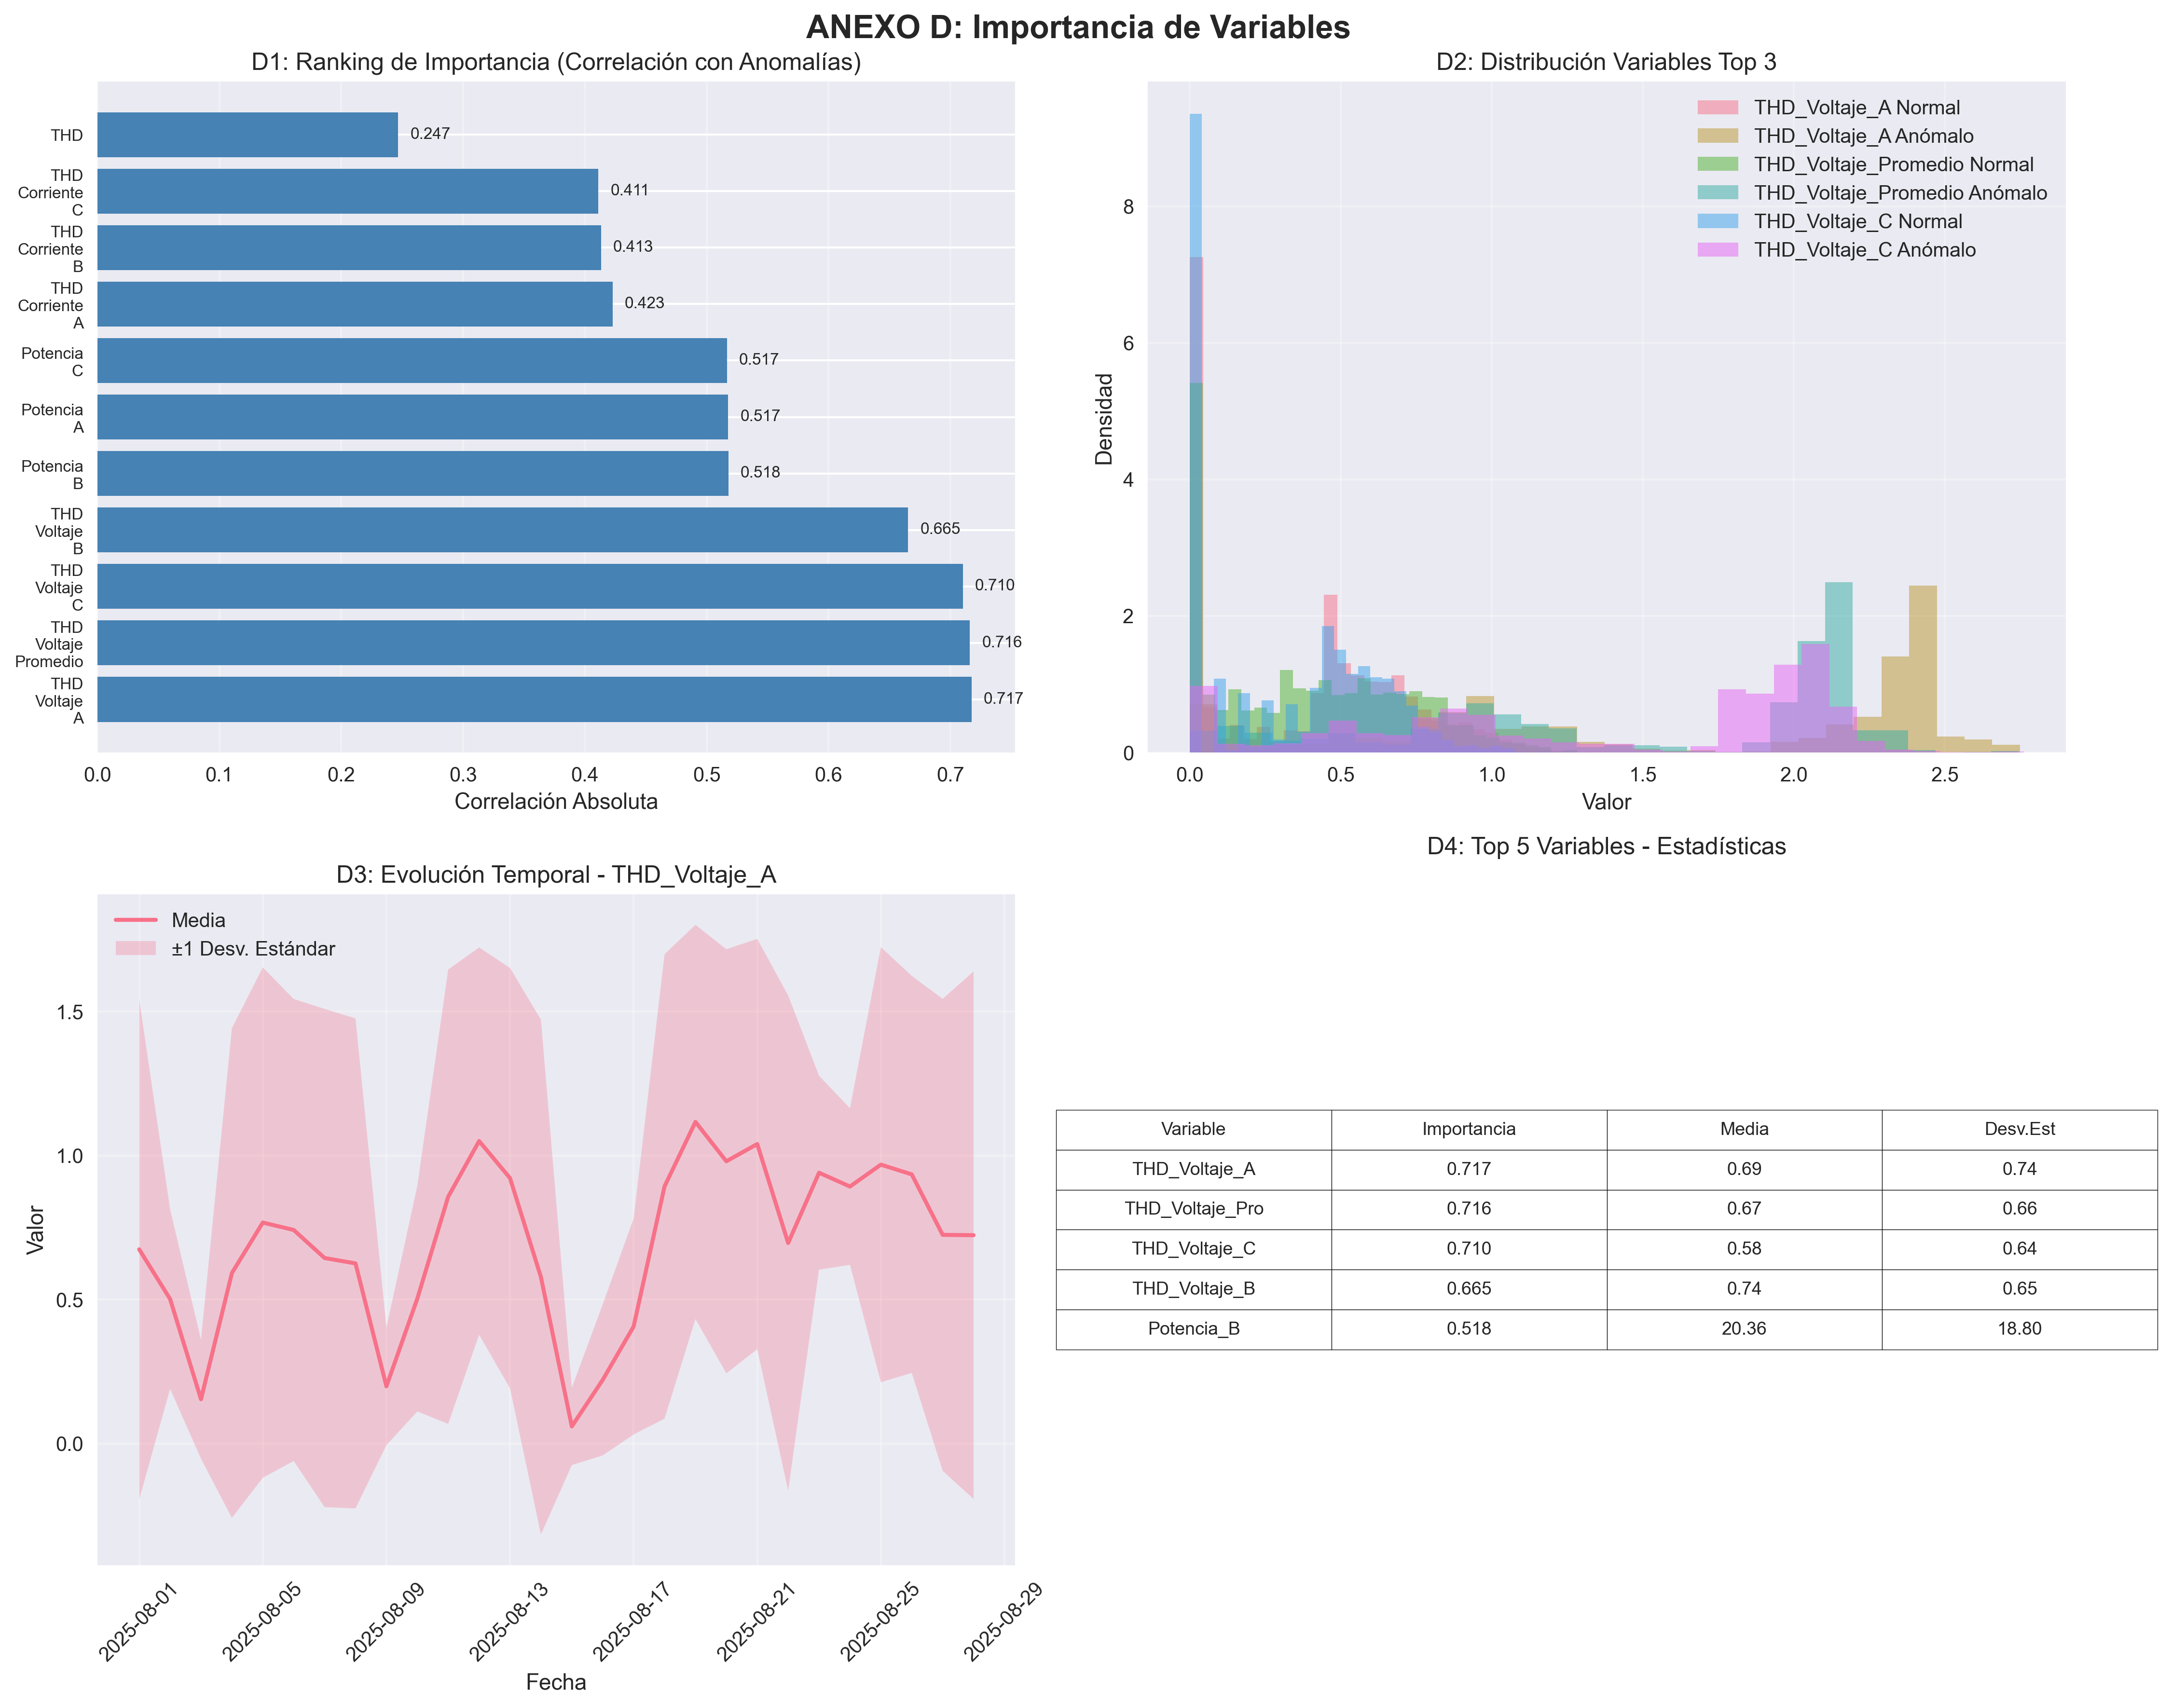 ANEXO D: Importancia de Variables
D1: Ranking de Importancia (Correlación con Anomalías)
THD
0.247
THD
Corriente
C
0.411
THD
Corriente
B
0.413
THD
Corriente
A
0.423
Potencia
C
0.517
Potencia
A
0.517
Potencia
B
0.518
THD
Voltaje
B
0.665
THD
Voltaje
C
0.710
THD
Voltaje
Promedio
0.716
THD
Voltaje
A
0.717
0.0 0.1 0.2 0.3 0.4 0.5 0.6 0.7
Correlación Absoluta
D2: Distribución Variables Top 3
THD_Voltaje_A Normal
THD_Voltaje_A Anómalo
THD_Voltaje_Promedio Normal
THD_Voltaje_Promedio Anómalo
THD_Voltaje_C Normal
THD_Voltaje_C Anómalo
Densidad
8
6
4
2
0
0.0 0.5 1.0 1.5 2.0 2.5
Valor
D3: Evolución Temporal - THD_Voltaje_A
Media
±1 Desv. Estándar
Valor
1.5
1.0
0.5
0.0
2025-08-01 2025-08-05 2025-08-09 2025-08-13 2025-08-17 2025-08-21 2025-08-25 2025-08-29
Fecha
D4: Top 5 Variables - Estadísticas
Variable Importancia Media Desv.Est
THD_Voltaje_A 0.717 0.69 0.74
THD_Voltaje_Pro 0.716 0.67 0.66
THD_Voltaje_C 0.710 0.58 0.64
THD_Voltaje_B 0.665 0.74 0.65
Potencia_B 0.518 20.36 18.80